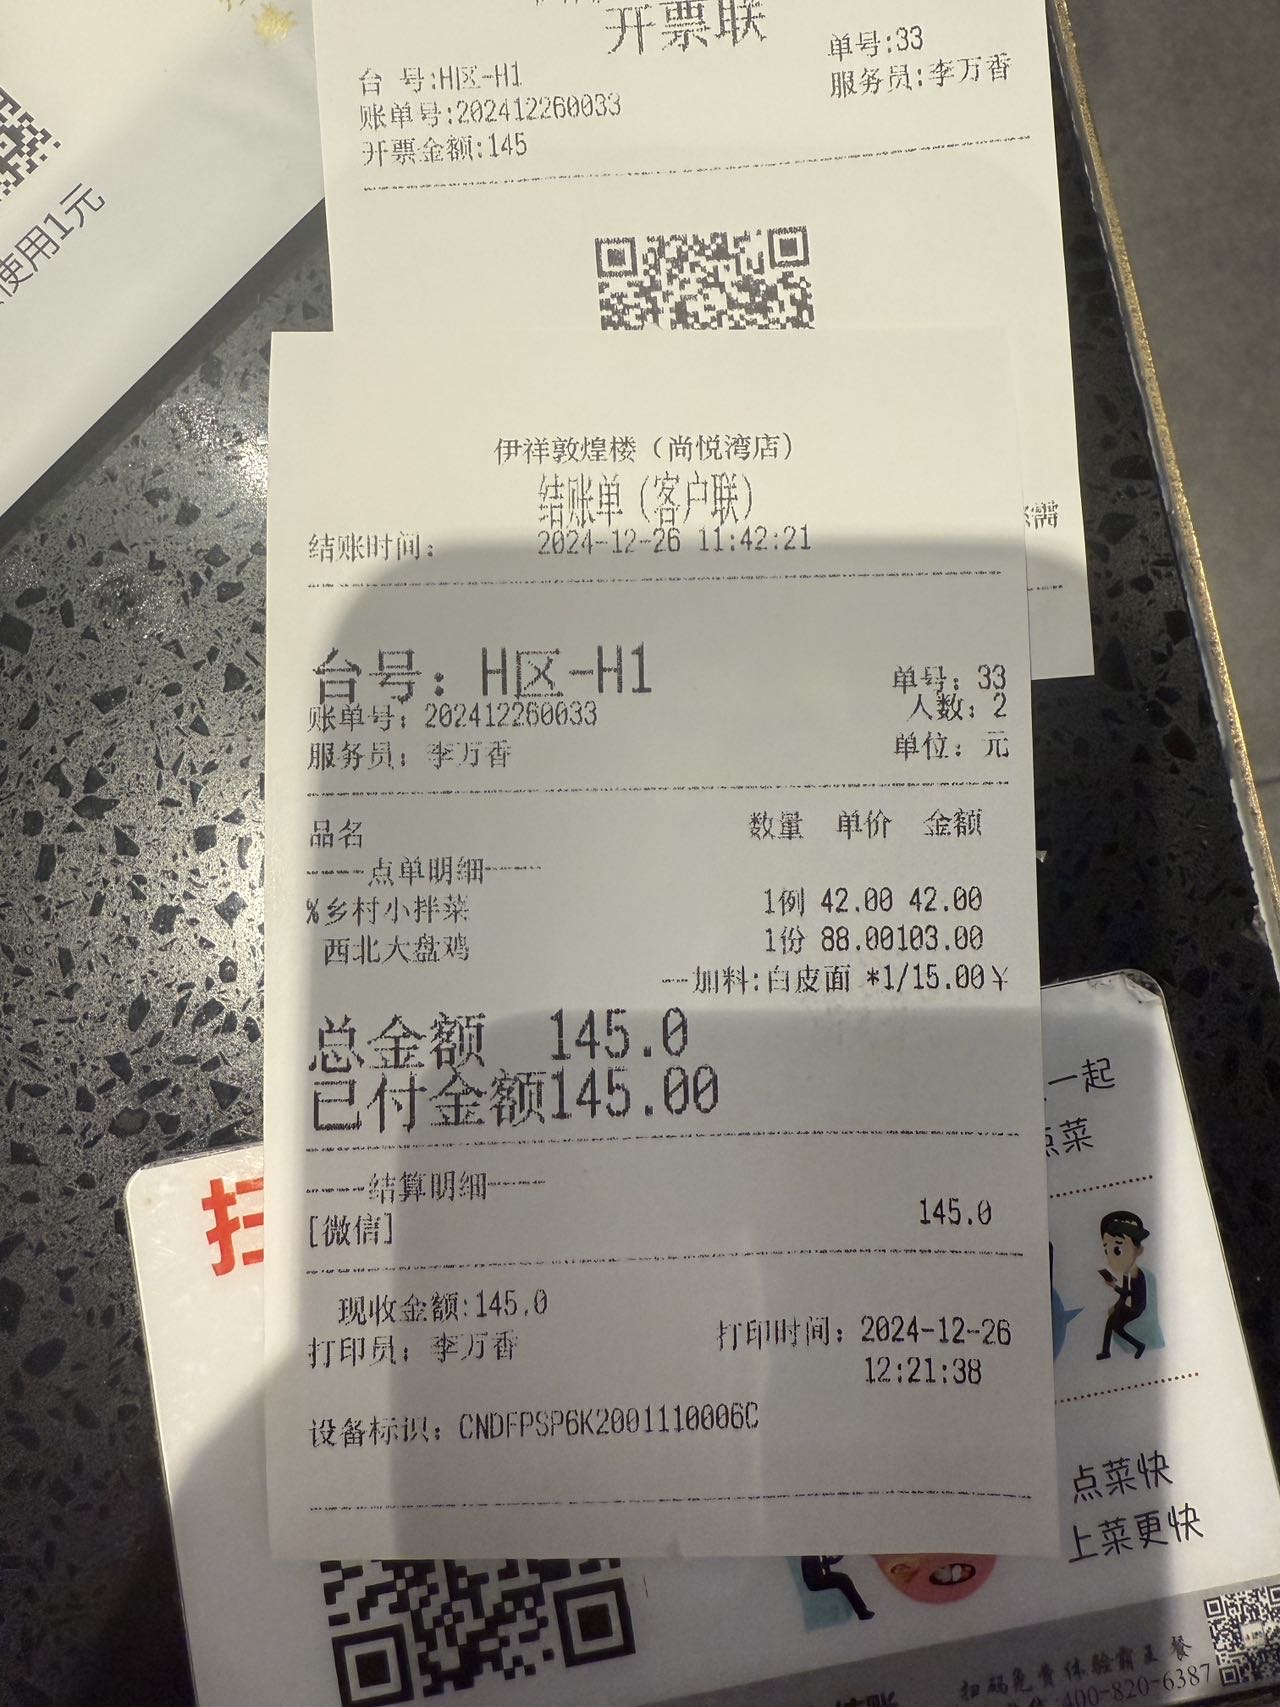 开票联
单号:33
台 号:H区-H1
服务员:李万香
账单号:202412260033
开票金额:145
使用1元
伊祥敦煌楼（尚悦湾店）
结账单（客户联）
结账时间： 2024-12-26 11:42:21
台号：H区-H1
单号：33
账单号：202412260033
人数：2
服务员：李万香
单位：元
品名 数量 单价 金额
----点单明细----
%乡村小拌菜 1例 42.00 42.00
西北大盘鸡 1份 88.00103.00
--加料:白皮面 *1/15.00¥
总金额 145.0
已付金额145.00
----结算明细----
[微信] 145.0
现收金额:145.0
打印员：李万香
打印时间：2024-12-26
12:21:38
设备标识：CNDFPSP6K2001110006C
扫
一起
点菜
点菜快
上菜更快
扫码免费体验霸王餐
400-820-6387